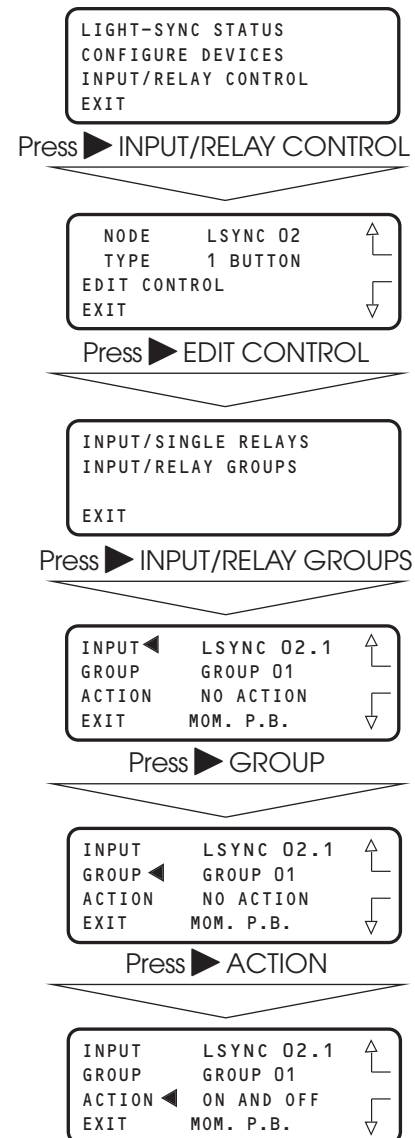 LIGHT-SYNC STATUS
CONFIGURE DEVICES
INPUT/RELAY CONTROL
EXIT
Press ▶ INPUT/RELAY CONTROL
NODE LSYNC 02
TYPE 1 BUTTON
EDIT CONTROL
EXIT
Press ▶ EDIT CONTROL
INPUT/SINGLE RELAYS
INPUT/RELAY GROUPS
EXIT
Press ▶ INPUT/RELAY GROUPS
INPUT◀ LSYNC 02.1
GROUP GROUP 01
ACTION NO ACTION
EXIT MOM. P.B.
Press ▶ GROUP
INPUT LSYNC 02.1
GROUP ◀ GROUP 01
ACTION NO ACTION
EXIT MOM. P.B.
Press ▶ ACTION
INPUT LSYNC 02.1
GROUP GROUP 01
ACTION ◀ ON AND OFF
EXIT MOM. P.B.